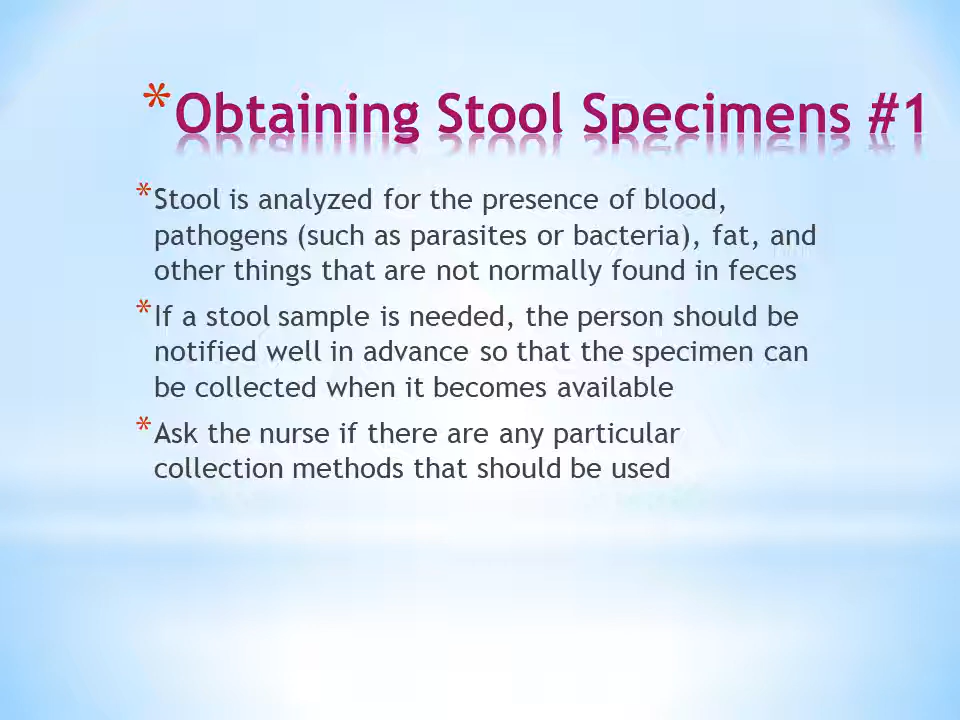 *Obtaining Stool Specimens #1
*Stool is analyzed for the presence of blood,
pathogens (such as parasites or bacteria), fat, and
other things that are not normally found in feces
*If a stool sample is needed, the person should be
notified well in advance so that the specimen can
be collected when it becomes available
*Ask the nurse if there are any particular
collection methods that should be used